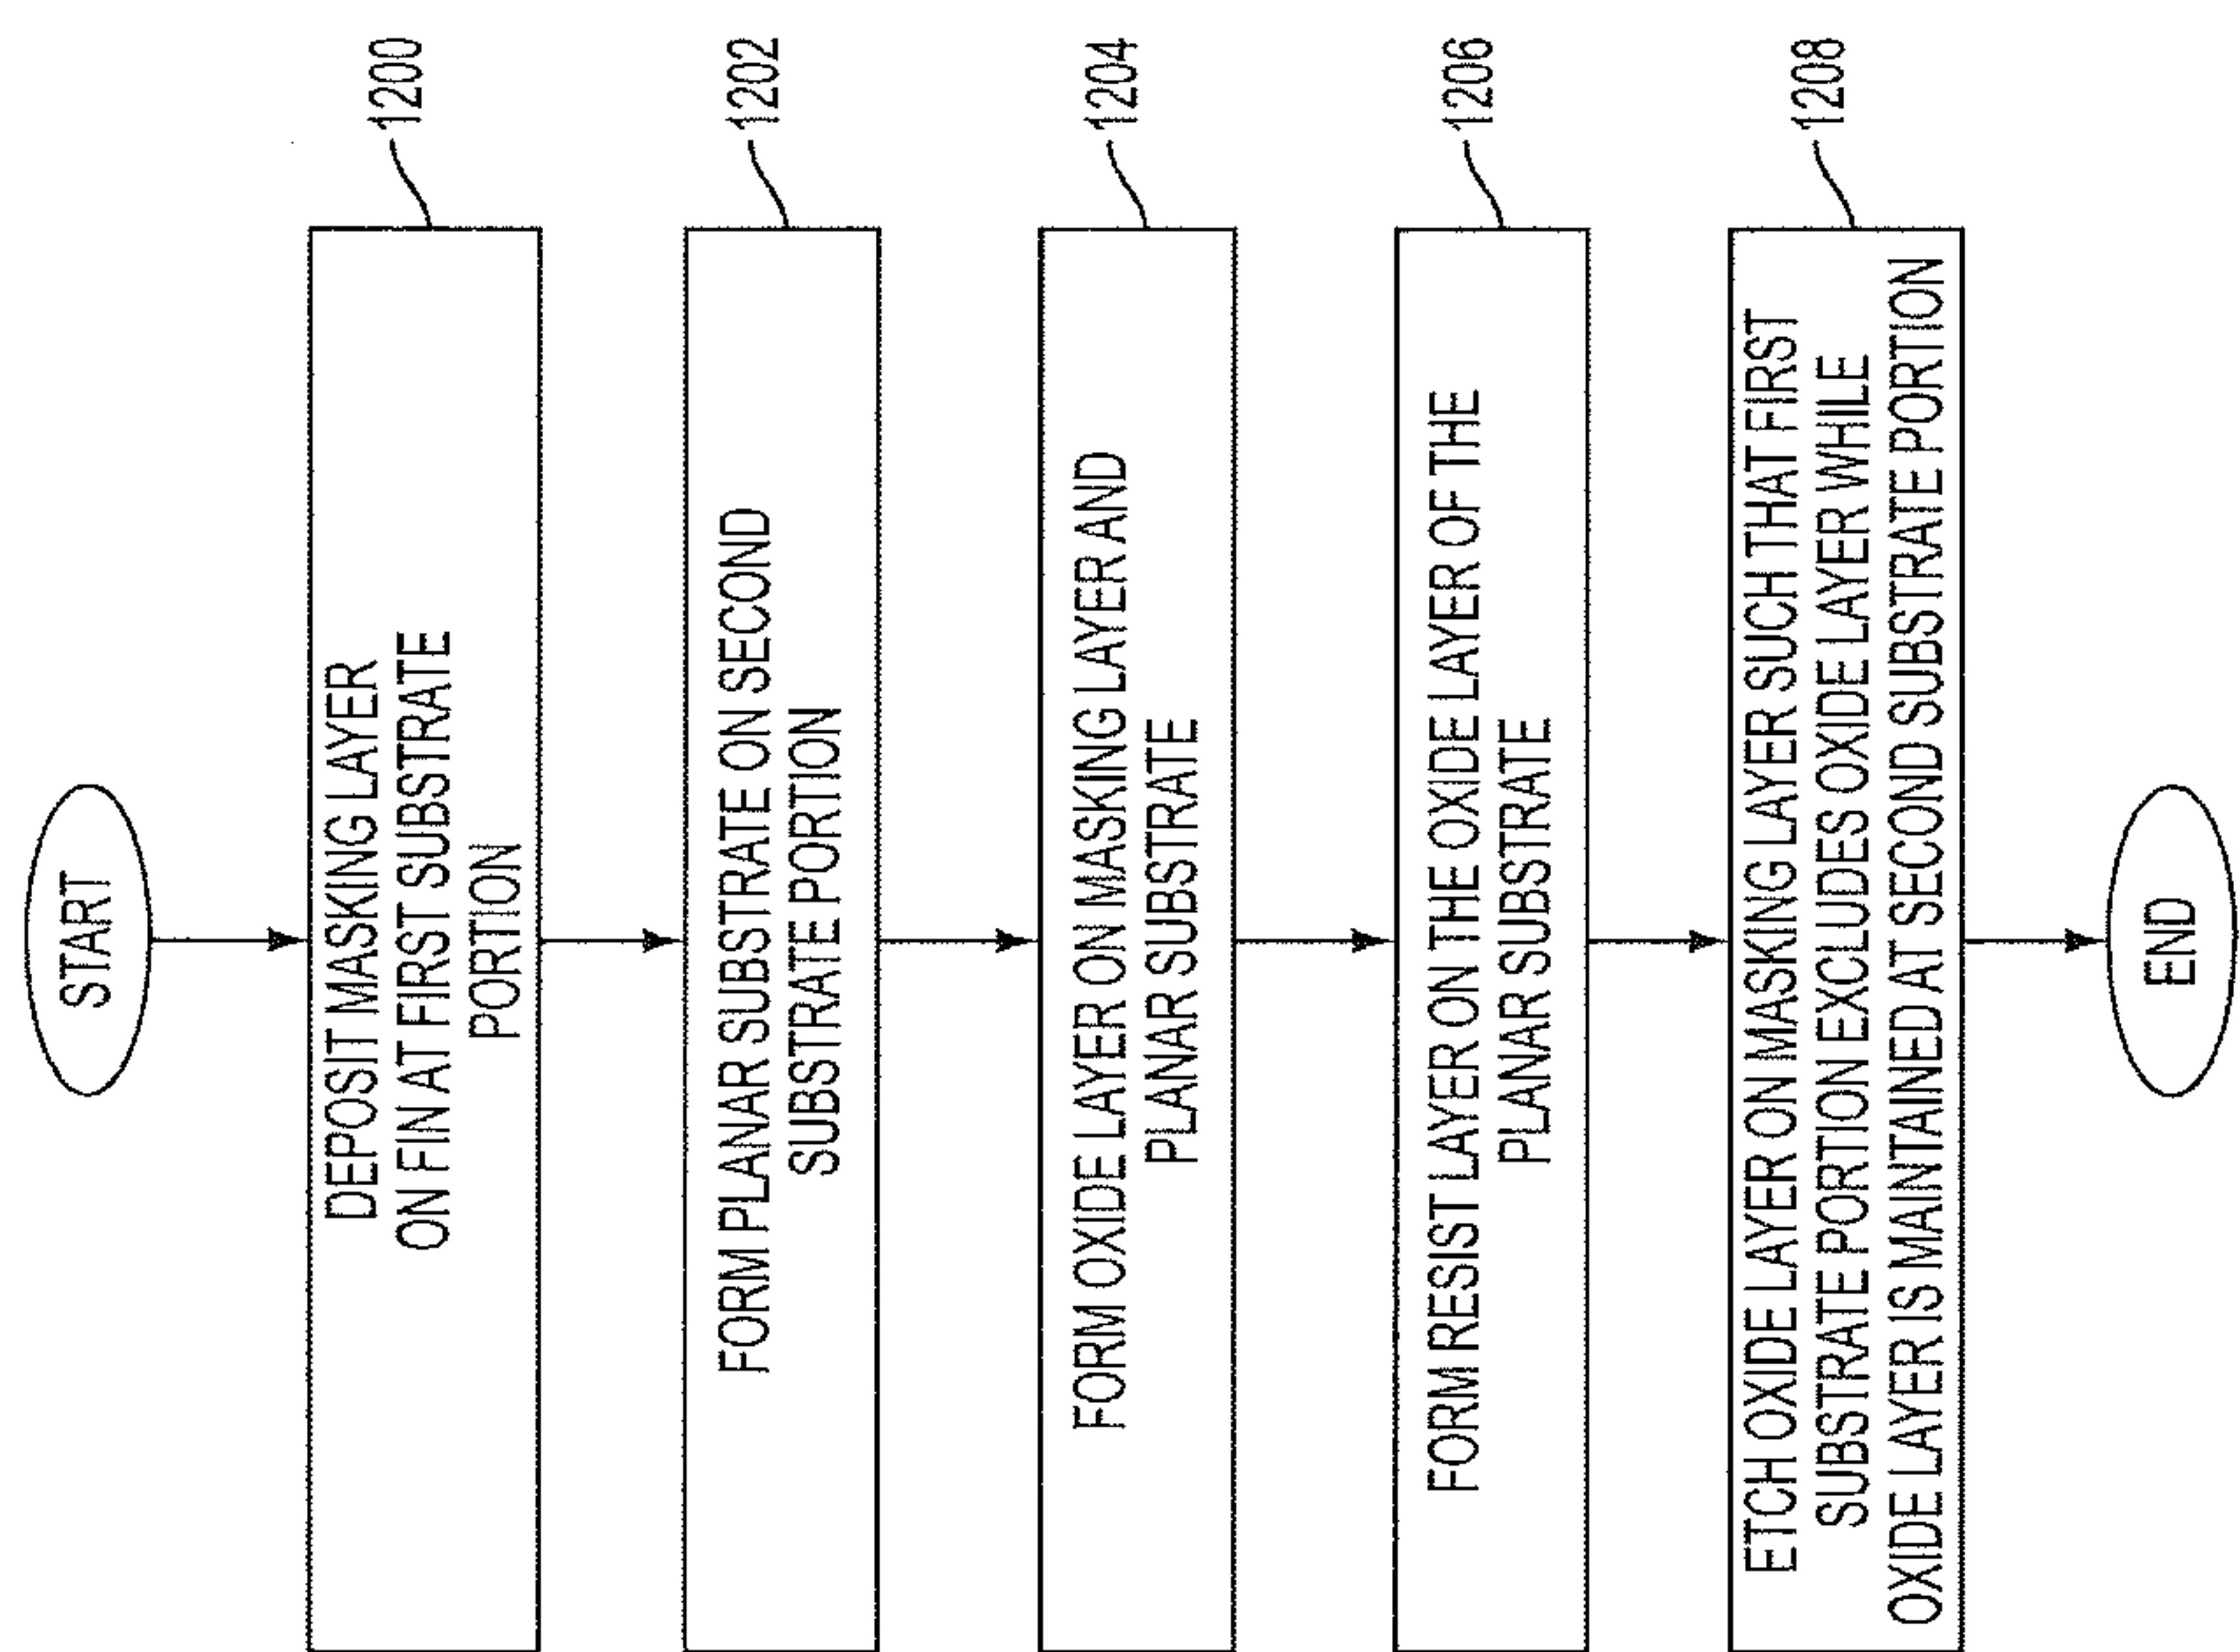 START
DEPOSIT MASKING LAYER
ON FIN AT FIRST SUBSTRATE
PORTION
1200
FORM PLANAR SUBSTRATE ON SECOND
SUBSTRATE PORTION
1202
FORM OXIDE LAYER ON MASKING LAYER AND
PLANAR SUBSTRATE
1204
FORM RESIST LAYER ON THE OXIDE LAYER OF THE
PLANAR SUBSTRATE
1206
ETCH OXIDE LAYER ON MASKING LAYER SUCH THAT FIRST
SUBSTRATE PORTION EXCLUDES OXIDE LAYER WHILE
OXIDE LAYER IS MAINTAINED AT SECOND SUBSTRATE PORTION
1208
END